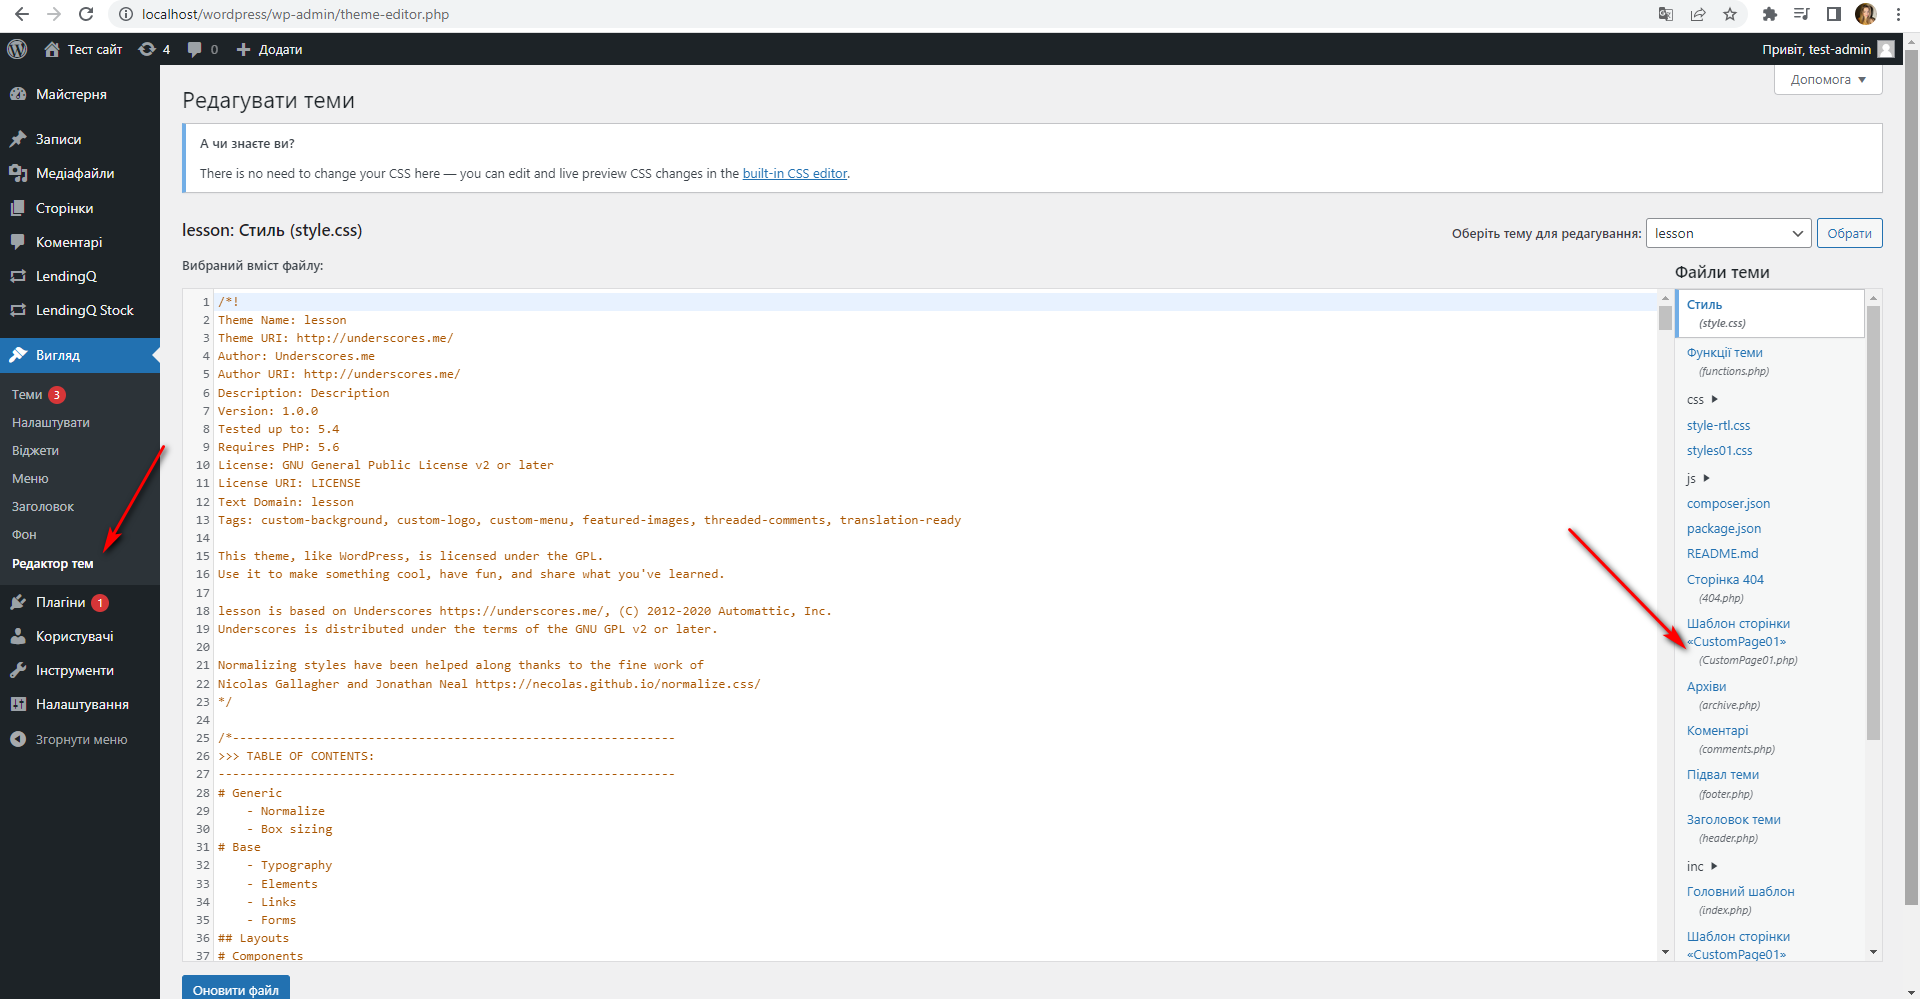 localhost/wordpress/wp-admin/theme-editor.php
Тест сайт
4
0
Додати
Привіт, test-admin
Майстерня
Записи
Медіафайли
Сторінки
Коментарі
LendingQ
LendingQ Stock
Вигляд
Теми 3
Налаштувати
Віджети
Меню
Заголовок
Фон
Редактор тем
Плагіни 1
Користувачі
Інструменти
Налаштування
Згорнути меню
Допомога
Редагувати теми
А чи знаєте ви?
There is no need to change your CSS here — you can edit and live preview CSS changes in the built-in CSS editor.
lesson: Стиль (style.css)
Оберіть тему для редагування: lesson Обрати
Вибраний вміст файлу:
1 /*!
2 Theme Name: lesson
3 Theme URI: http://underscores.me/
4 Author: Underscores.me
5 Author URI: http://underscores.me/
6 Description: Description
7 Version: 1.0.0
8 Tested up to: 5.4
9 Requires PHP: 5.6
10 License: GNU General Public License v2 or later
11 License URI: LICENSE
12 Text Domain: lesson
13 Tags: custom-background, custom-logo, custom-menu, featured-images, threaded-comments, translation-ready
14
15 This theme, like WordPress, is licensed under the GPL.
16 Use it to make something cool, have fun, and share what you've learned.
17
18 lesson is based on Underscores https://underscores.me/, (C) 2012-2020 Automattic, Inc.
19 Underscores is distributed under the terms of the GNU GPL v2 or later.
20
21 Normalizing styles have been helped along thanks to the fine work of
22 Nicolas Gallagher and Jonathan Neal https://necolas.github.io/normalize.css/
23 */
24
25 /*--------------------------------------------------------------
26 >>> TABLE OF CONTENTS:
27 ----------------------------------------------------------------
28 # Generic
29 - Normalize
30 - Box sizing
31 # Base
32 - Typography
33 - Elements
34 - Links
35 - Forms
36 ## Layouts
37 # Components
Оновити файл
Файли теми
Стиль
(style.css)
Функції теми
(functions.php)
css
style-rtl.css
styles01.css
js
composer.json
package.json
README.md
Сторінка 404
(404.php)
Шаблон сторінки
«CustomPage01»
(CustomPage01.php)
Архіви
(archive.php)
Коментарі
(comments.php)
Підвал теми
(footer.php)
Заголовок теми
(header.php)
inc
Головний шаблон
(index.php)
Шаблон сторінки
«CustomPage01»